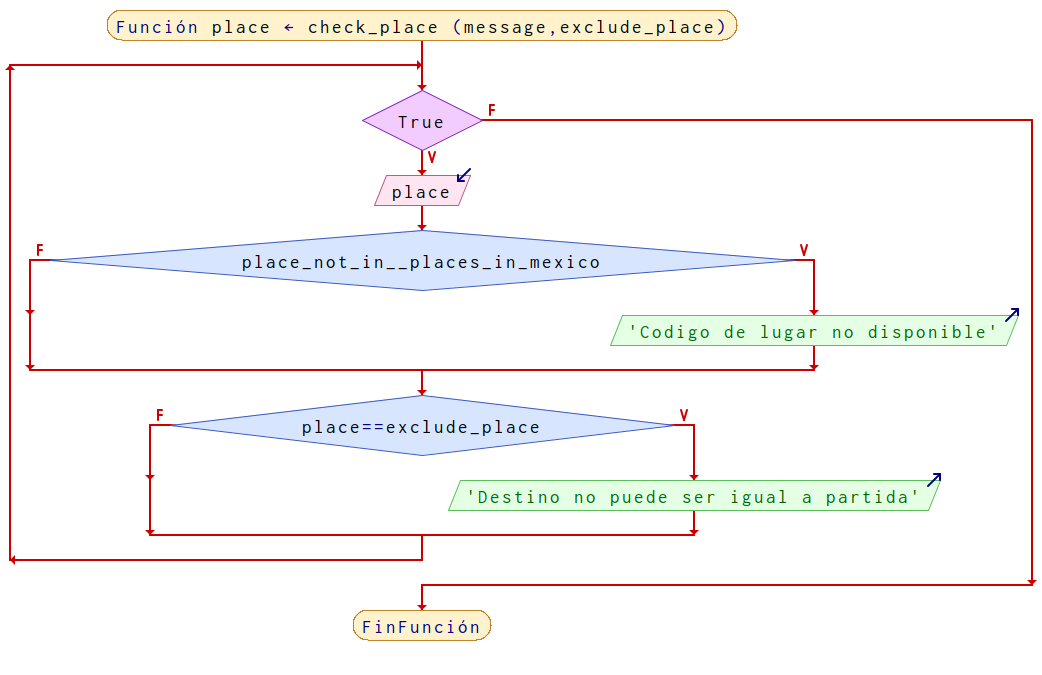 Función place ← check_place (message,exclude_place)
True
F
V
place
F
place_not_in__places_in_mexico
V
'Codigo de lugar no disponible'
F
place==exclude_place
V
'Destino no puede ser igual a partida'
FinFunción